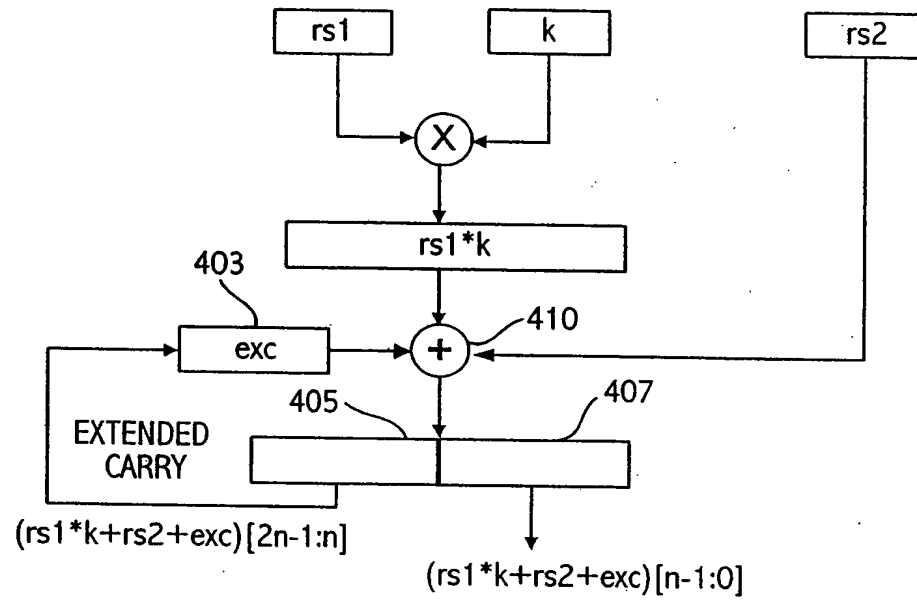 rs1
k
rs2
X
rs1*k
403
exc
+
410
405
407
EXTENDED
CARRY
(rs1*k+rs2+exc)[2n-1:n]
(rs1*k+rs2+exc)[n-1:0]